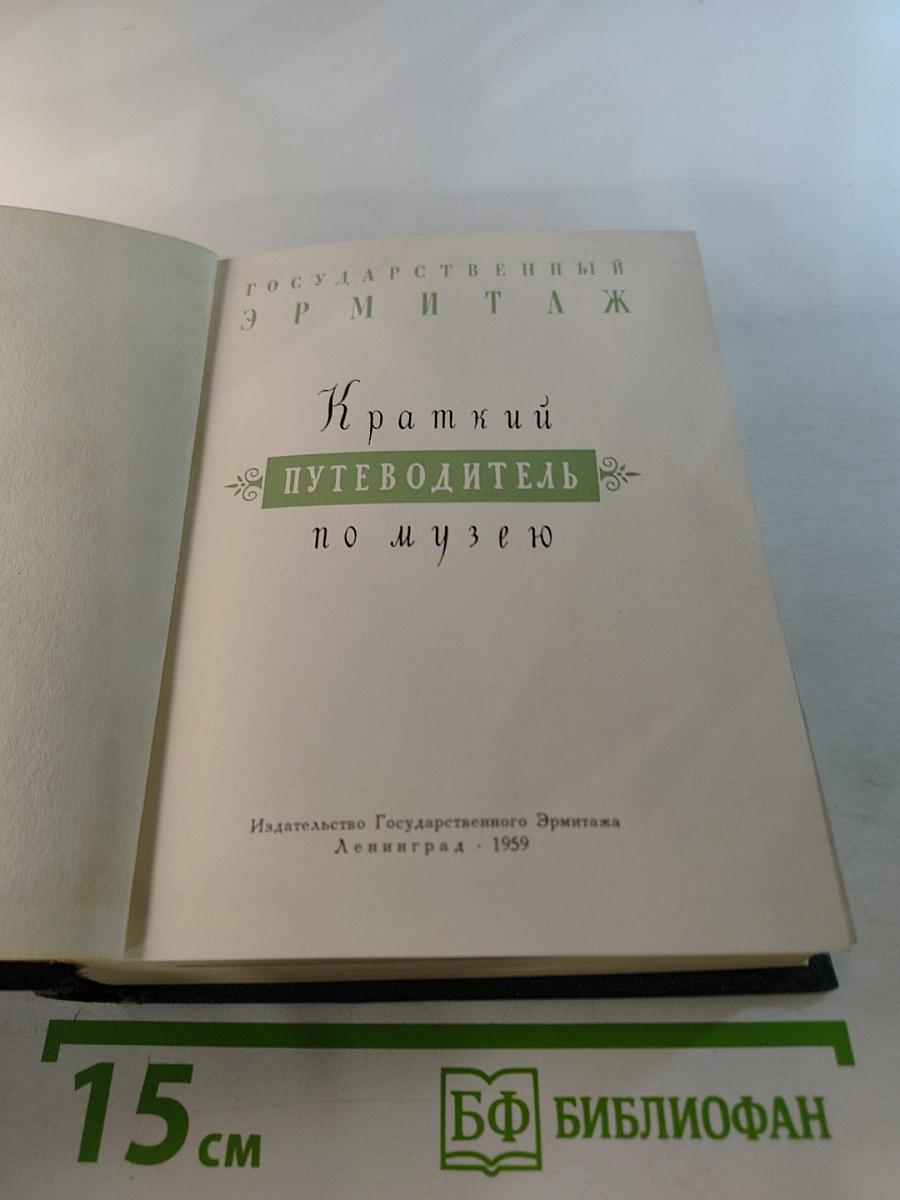 ГОСУДАРСТВЕННЫЙ
ЭРМИТАЖ
Краткий
ПУТЕВОДИТЕЛЬ
по музею
Издательство Государственного Эрмитажа
Ленинград · 1959
15 см
БФ БИБЛИОФАН